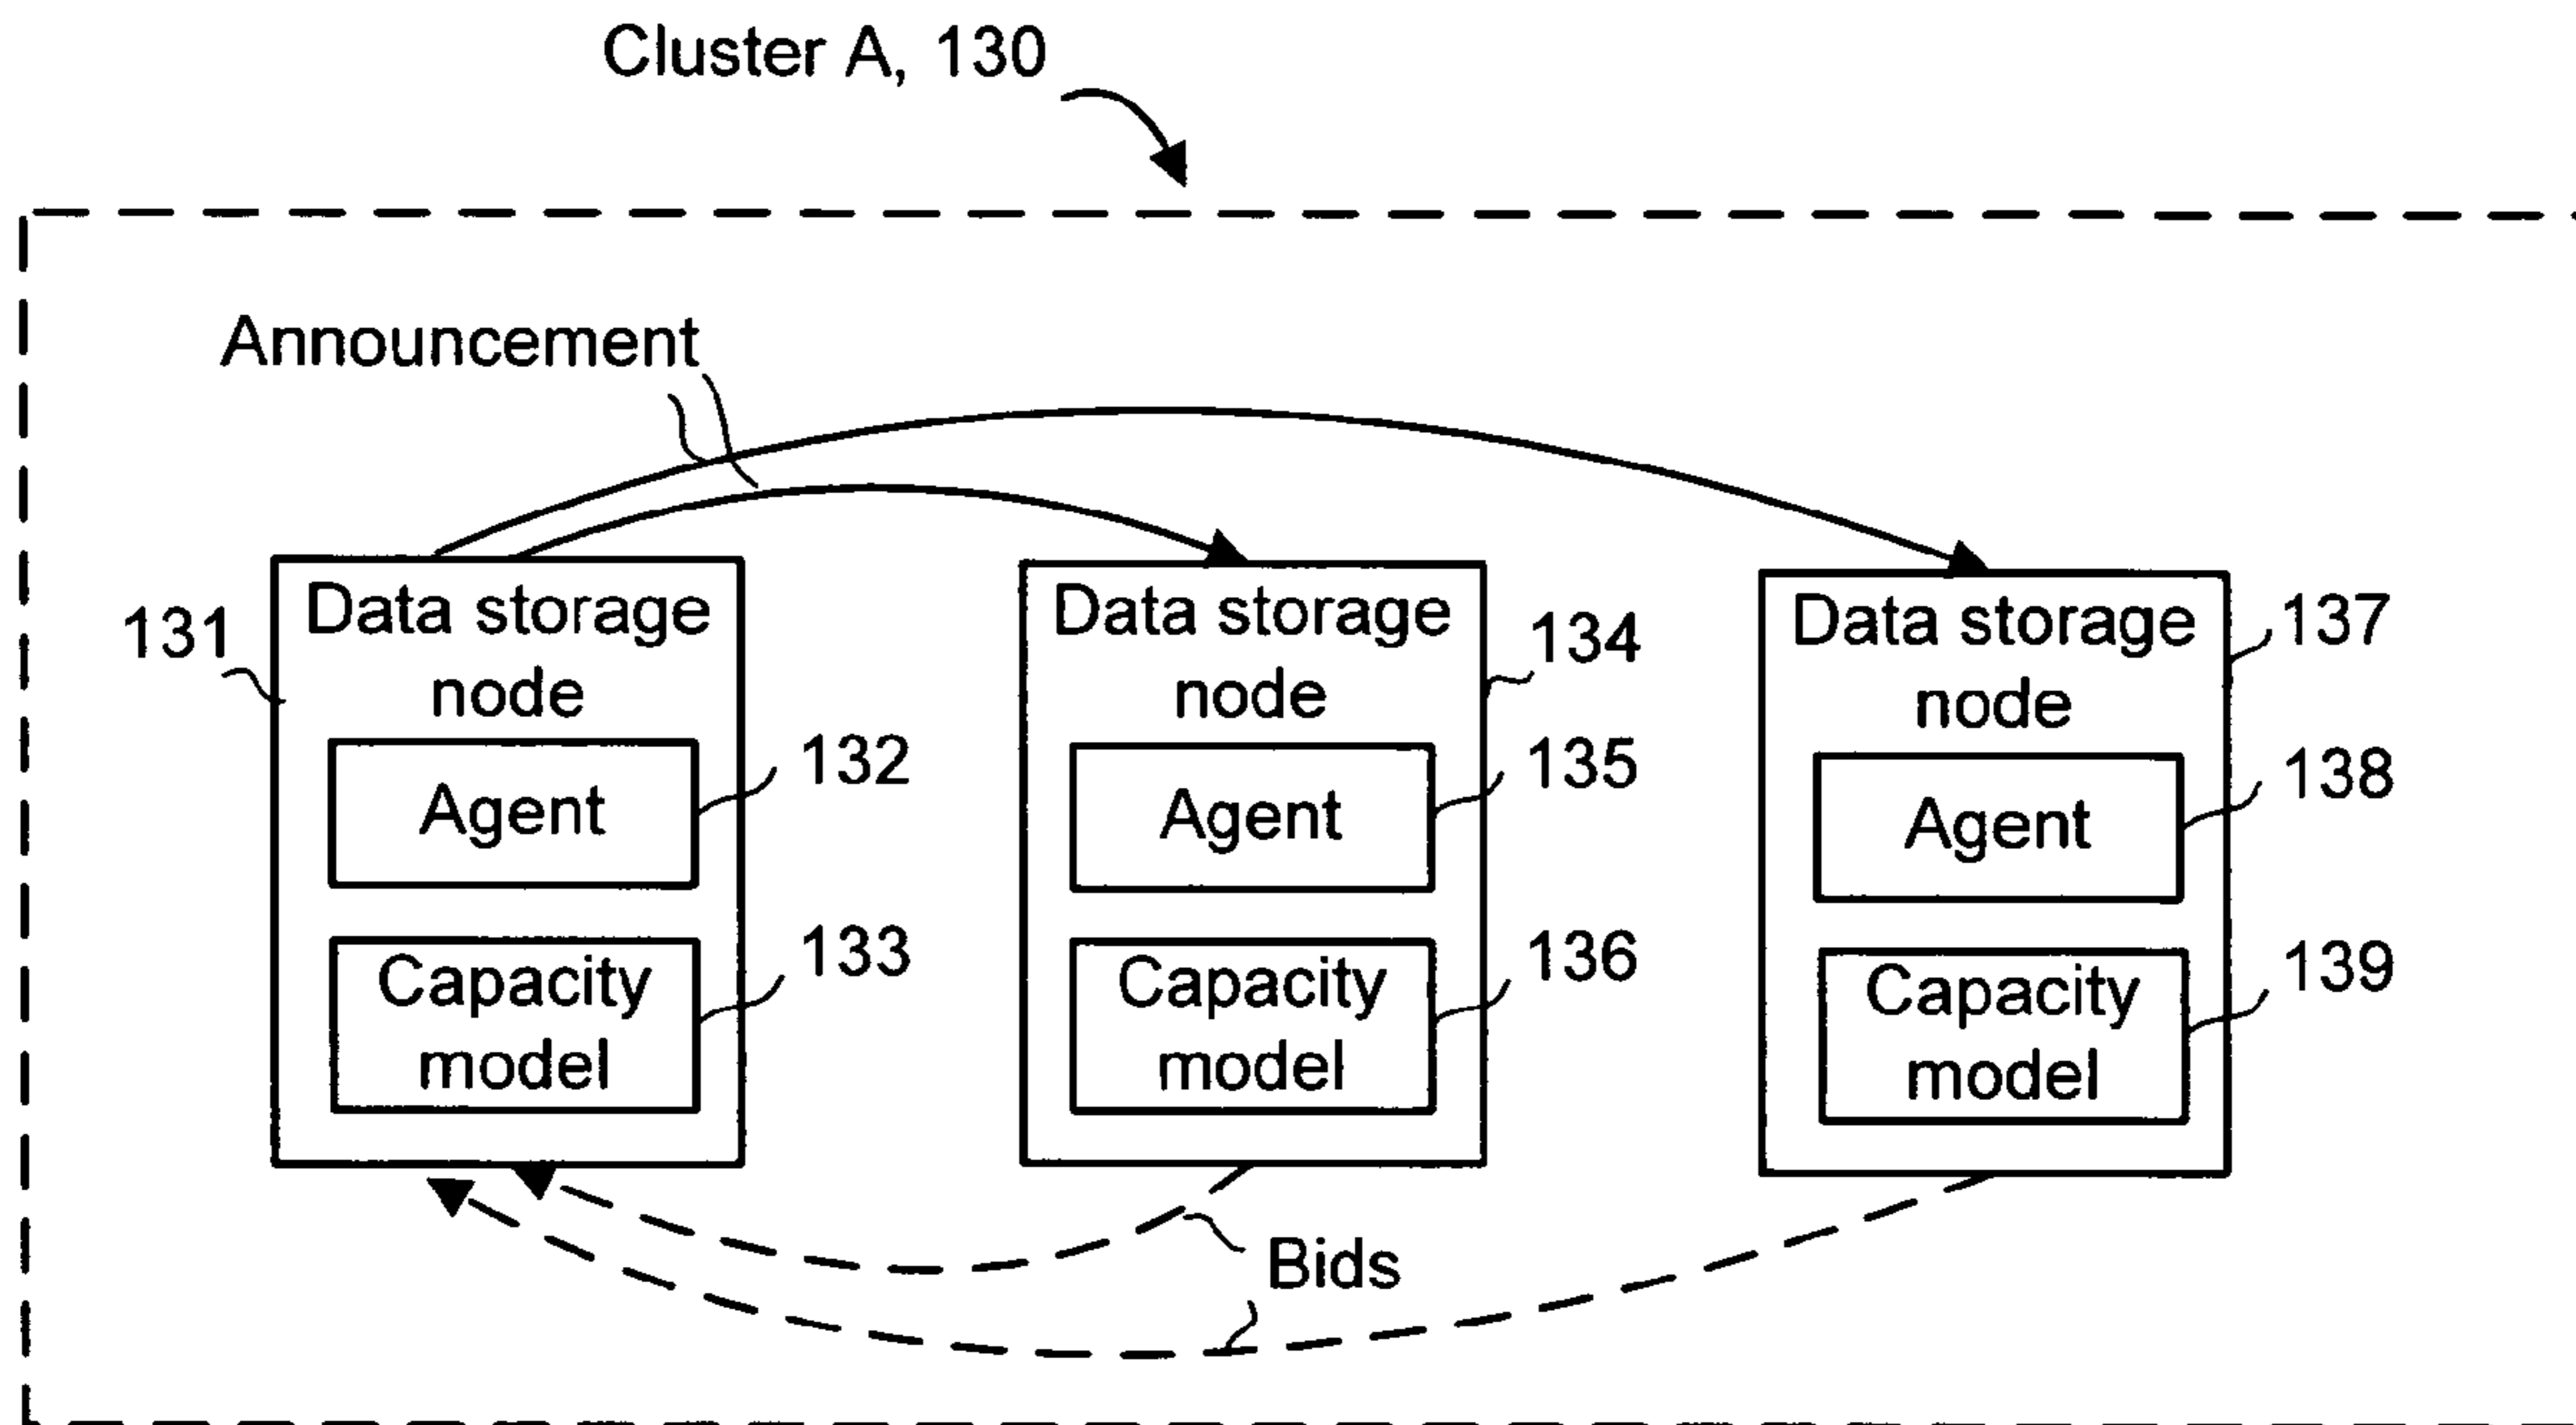 Cluster A, 130
Announcement
131
Data storage
node
Agent
132
Capacity
model
133
Data storage
node
134
Agent
135
Capacity
model
136
Data storage
node
137
Agent
138
Capacity
model
139
Bids